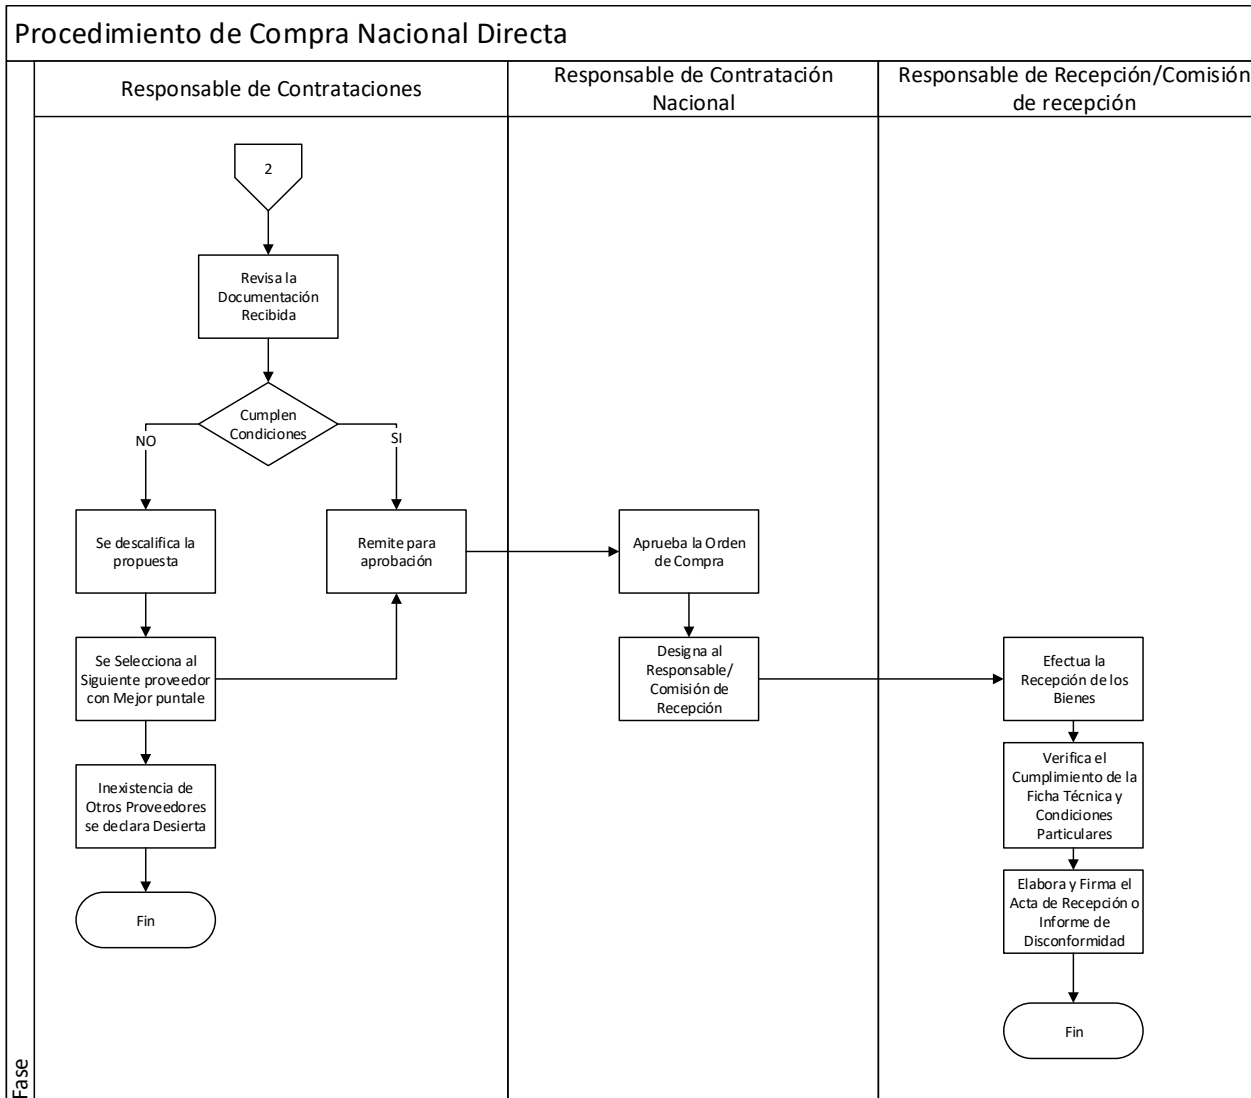 Procedimiento de Compra Nacional Directa
Responsable de Contrataciones
Responsable de Contratación
Nacional
Responsable de Recepción/Comisión
de recepción
2
Revisa la
Documentación
Recibida
Cumplen
Condiciones
NO
SI
Se descalifica la
propuesta
Remite para
aprobación
Aprueba la Orden
de Compra
Se Selecciona al
Siguiente proveedor
con Mejor puntale
Designa al
Responsable/
Comisión de
Recepción
Efectua la
Recepción de los
Bienes
Inexistencia de
Otros Proveedores
se declara Desierta
Verifica el
Cumplimiento de la
Ficha Técnica y
Condiciones
Particulares
Fin
Elabora y Firma el
Acta de Recepción o
Informe de
Disconformidad
Fin
Fase